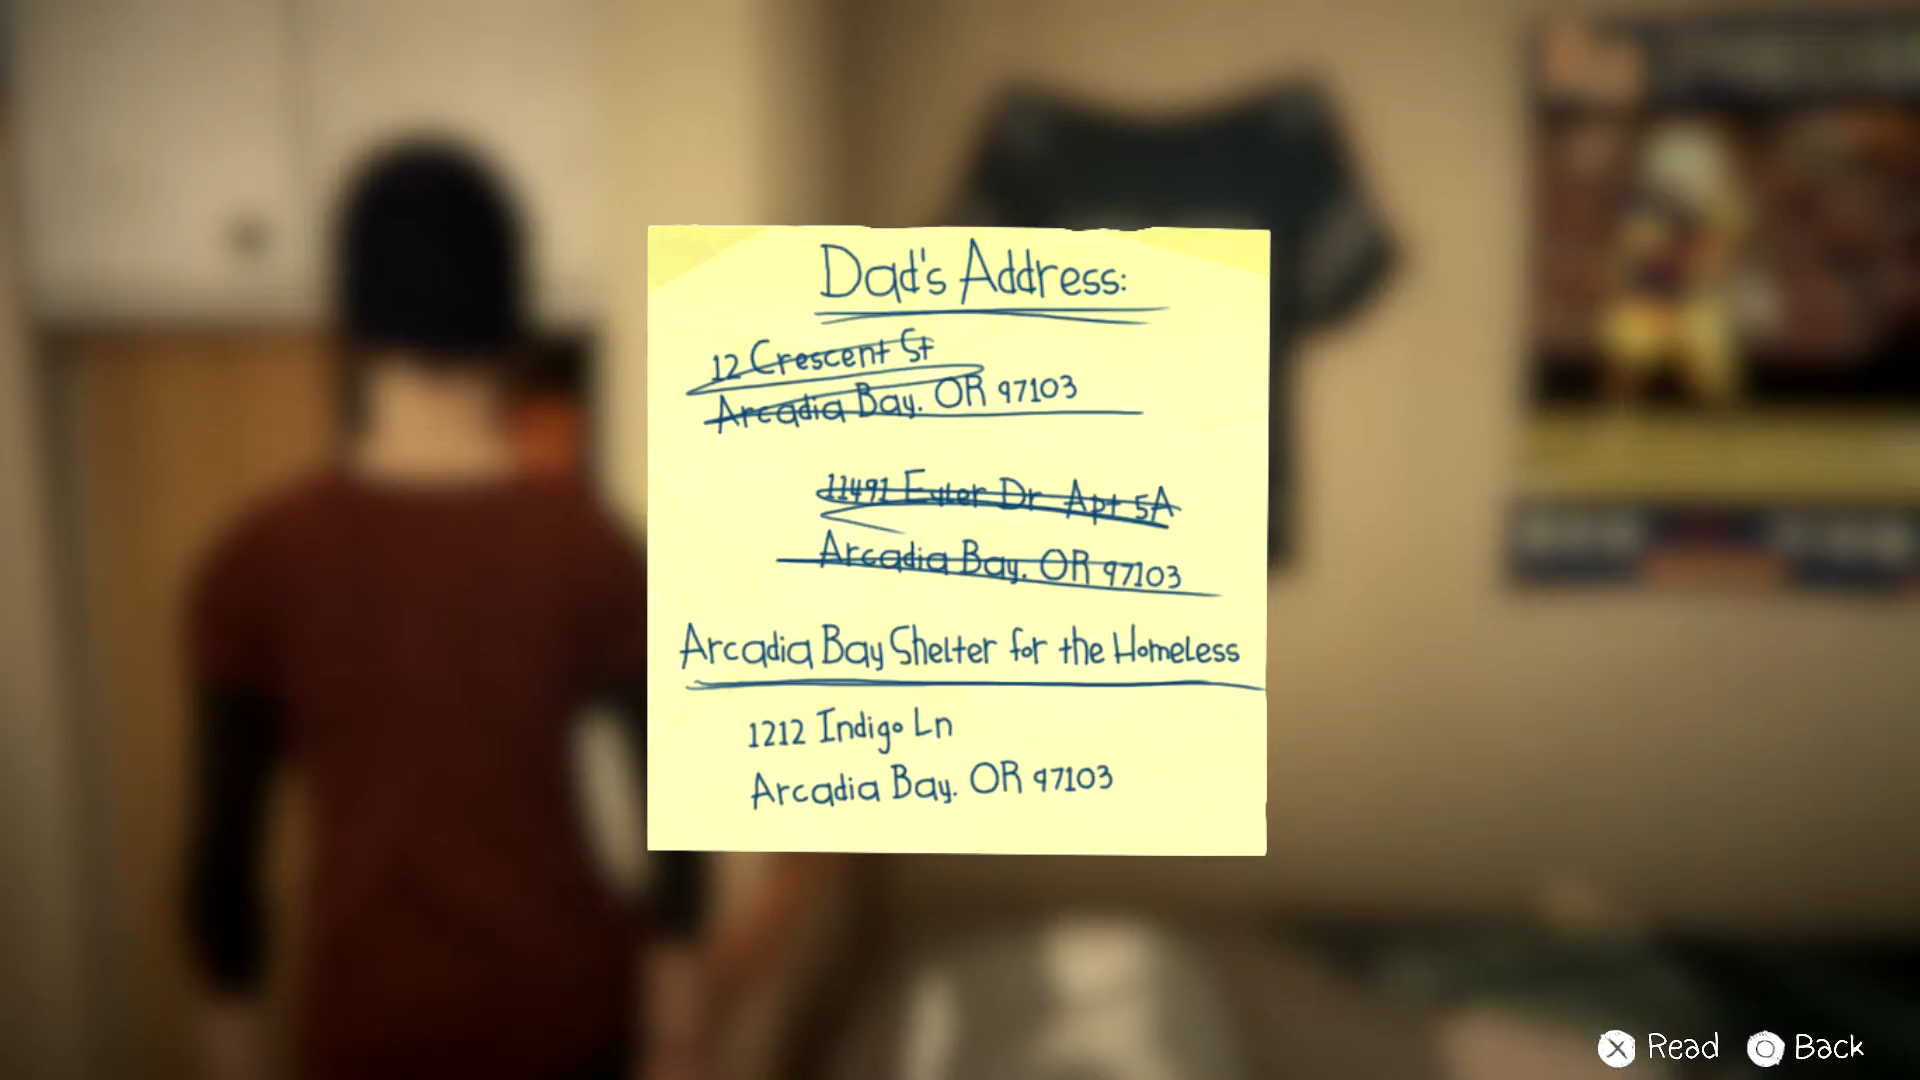 Dad's Address:
12 Crescent St
Arcadia Bay. OR 97103
11491 Euler Dr Apt 5A
Arcadia Bay. OR 97103
Arcadia Bay Shelter for the Homeless
1212 Indigo Ln
Arcadia Bay. OR 97103
Read Back